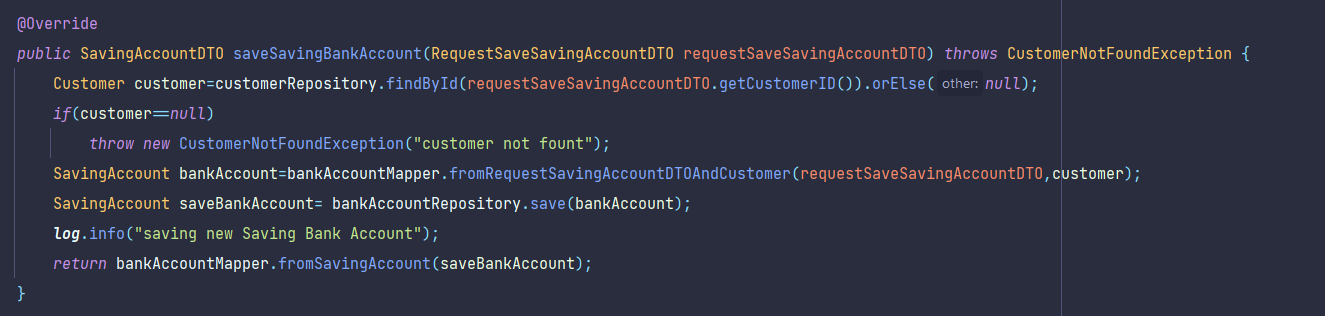 @Override
public SavingAccountDTO saveSavingBankAccount(RequestSaveSavingAccountDTO requestSaveSavingAccountDTO) throws CustomerNotFoundException {
Customer customer=customerRepository.findById(requestSaveSavingAccountDTO.getCustomerID()).orElse( other: null);
if(customer==null)
throw new CustomerNotFoundException("customer not fount");
SavingAccount bankAccount=bankAccountMapper.fromRequestSavingAccountDTOAndCustomer(requestSaveSavingAccountDTO,customer);
SavingAccount saveBankAccount= bankAccountRepository.save(bankAccount);
log.info("saving new Saving Bank Account");
return bankAccountMapper.fromSavingAccount(saveBankAccount);
}